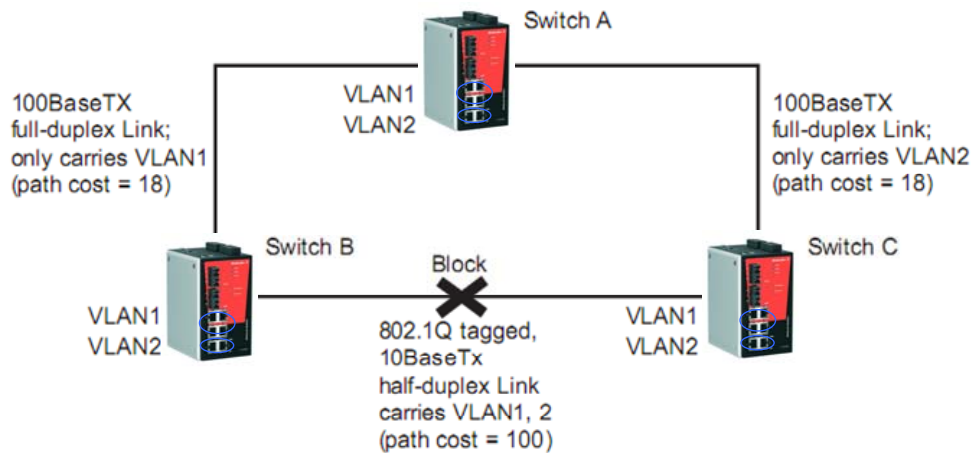 Switch A
VLAN1
VLAN2
100BaseTX
full-duplex Link;
only carries VLAN1
(path cost = 18)
100BaseTX
full-duplex Link;
only carries VLAN2
(path cost = 18)
Switch B
VLAN1
VLAN2
Block
802.1Q tagged,
10BaseTx
half-duplex Link
carries VLAN1, 2
(path cost = 100)
Switch C
VLAN1
VLAN2